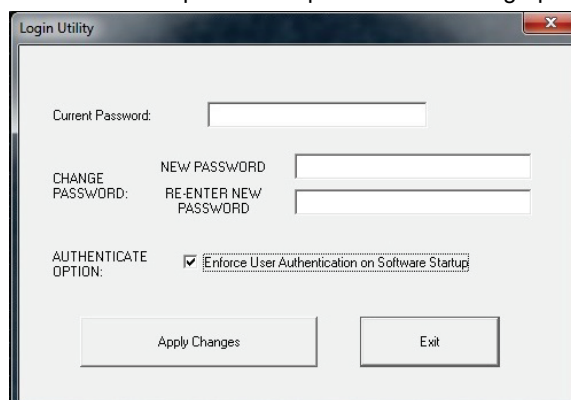 Login Utility
Current Password:
CHANGE
PASSWORD:
NEW PASSWORD
RE-ENTER NEW
PASSWORD
AUTHENTICATE
OPTION:
Enforce User Authentication on Software Startup
Apply Changes
Exit